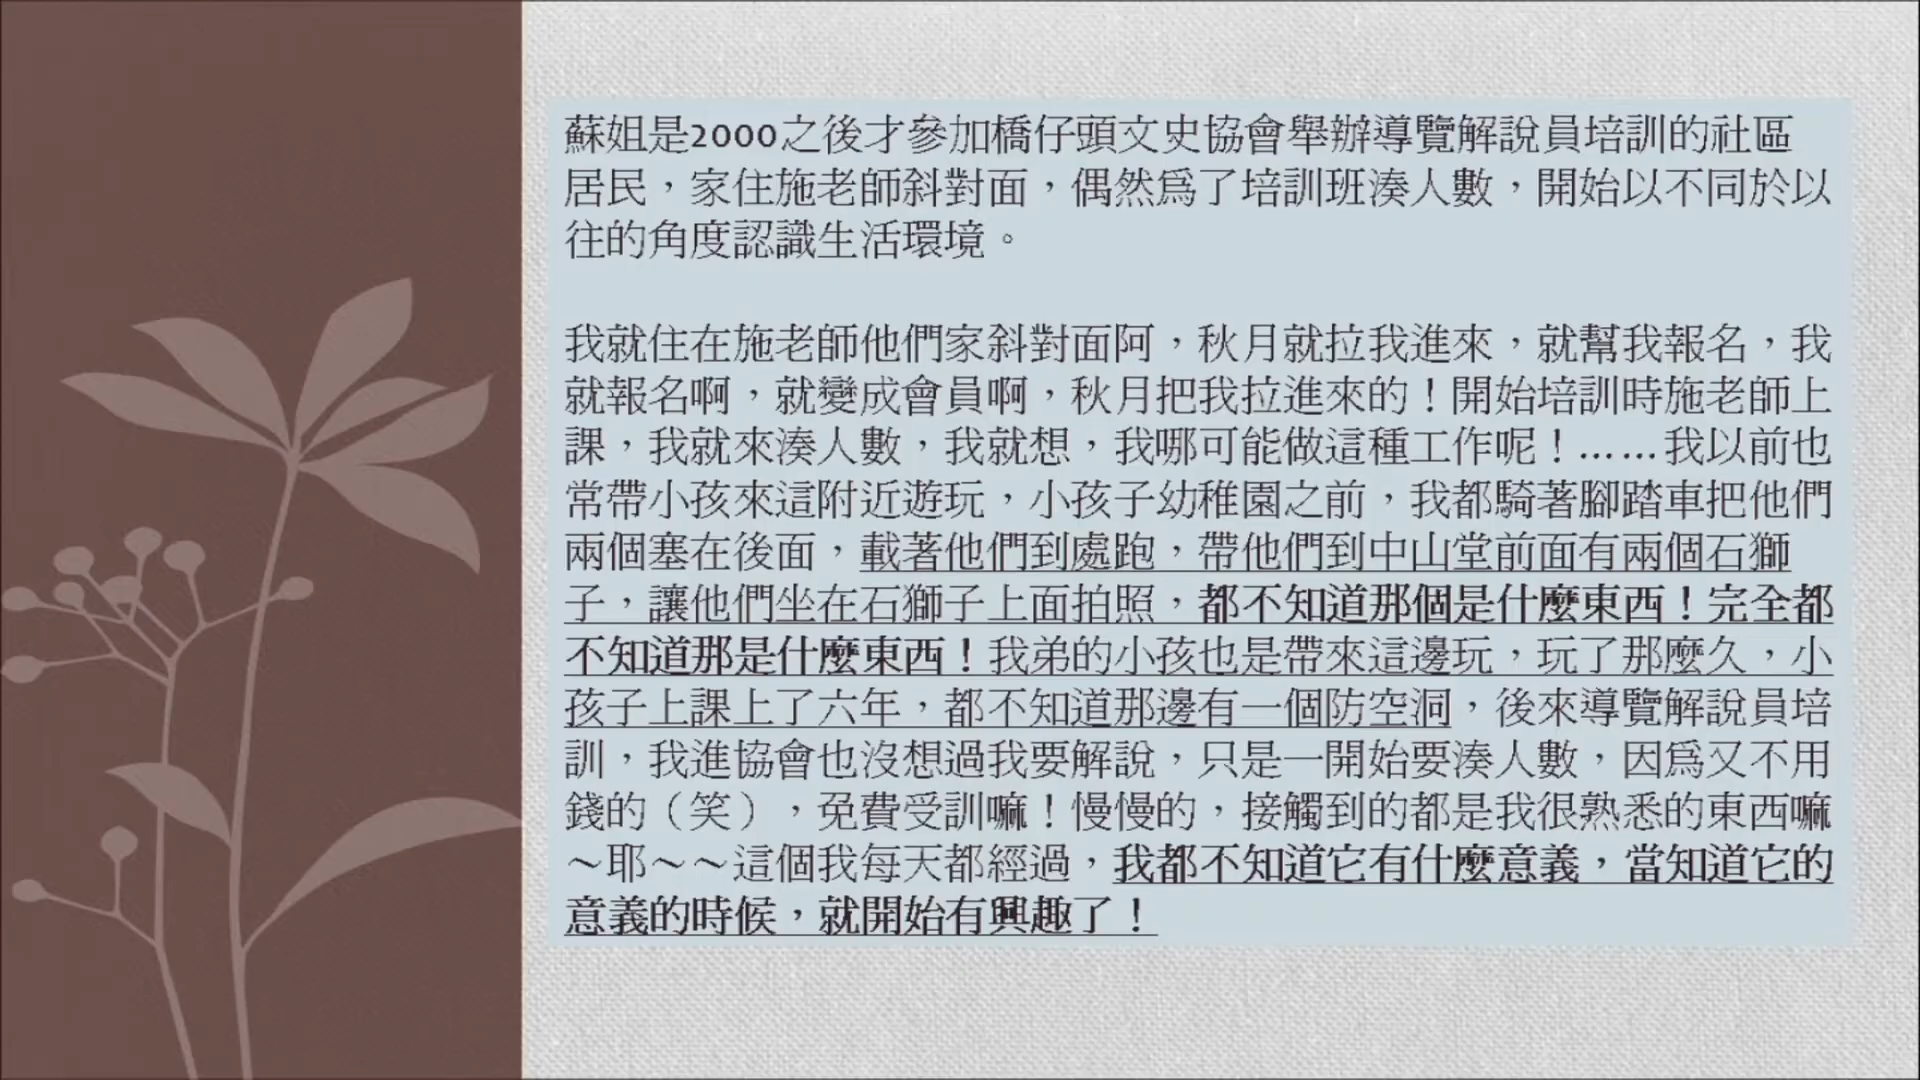 蘇姐是2000之後才參加橋仔頭文史協會舉辦導覽解說員培訓的社區
居民，家住施老師斜對面，偶然為了培訓班湊人數，開始以不同於以
往的角度認識生活環境。
我就住在施老師他們家斜對面阿，秋月就拉我進來，就幫我報名，我
就報名啊，就變成會員啊，秋月把我拉進來的！開始培訓時施老師上
課，我就來湊人數，我就想，我哪可能做這種工作呢！……我以前也
常帶小孩來這附近遊玩，小孩子幼稚園之前，我都騎著腳踏車把他們
兩個塞在後面，載著他們到處跑，帶他們到中山堂前面有兩個石獅
子，讓他們坐在石獅子上面拍照，都不知道那個是什麼東西！完全都
不知道那是什麼東西！我弟的小孩也是帶來這邊玩，玩了那麼久，小
孩子上課上了六年，都不知道那邊有一個防空洞，後來導覽解說員培
訓，我進協會也沒想過我要解說，只是一開始要湊人數，因為又不用
錢的（笑），免費受訓嘛！慢慢的，接觸到的都是我很熟悉的東西嘛
～耶～～這個我每天都經過，我都不知道它有什麼意義，當知道它的
意義的時候，就開始有興趣了！